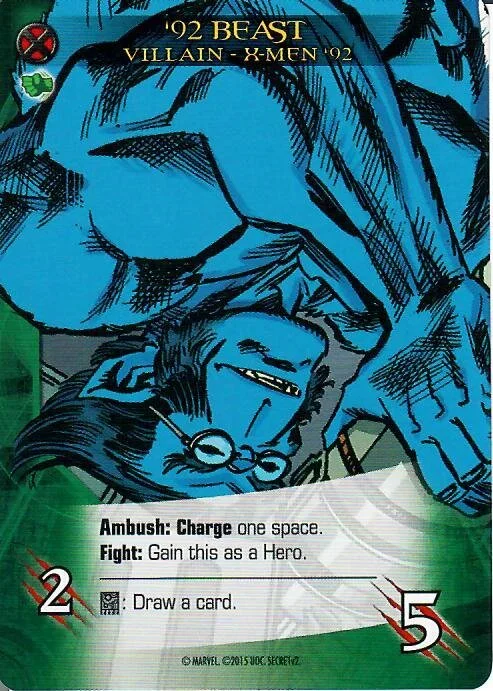 '92 BEAST
VILLAIN - X-MEN '92
Ambush: Charge one space.
Fight: Gain this as a Hero.
: Draw a card.
2
5
© MARVEL. ©2015 UDC. SECRETv2.